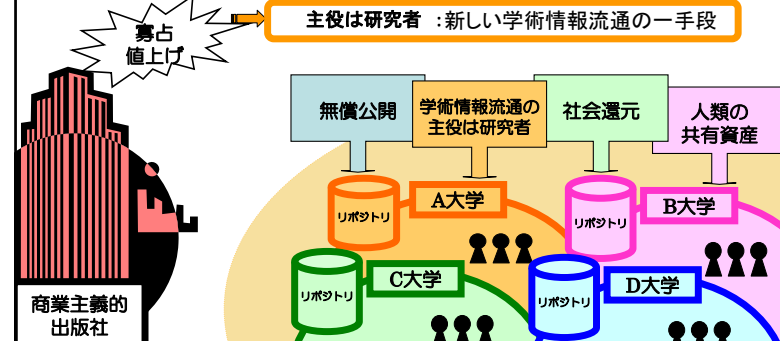 寡占
値上げ
主役は研究者 :新しい学術情報流通の一手段
無償公開
学術情報流通の
主役は研究者
社会還元
人類の
共有資産
リポジトリ
A大学
リポジトリ
B大学
リポジトリ
C大学
リポジトリ
D大学
商業主義的
出版社